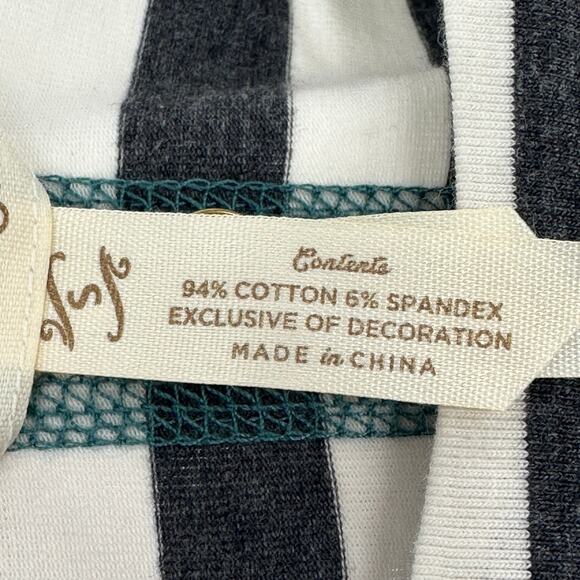 Contents
94% COTTON 6% SPANDEX
EXCLUSIVE OF DECORATION
MADE in CHINA